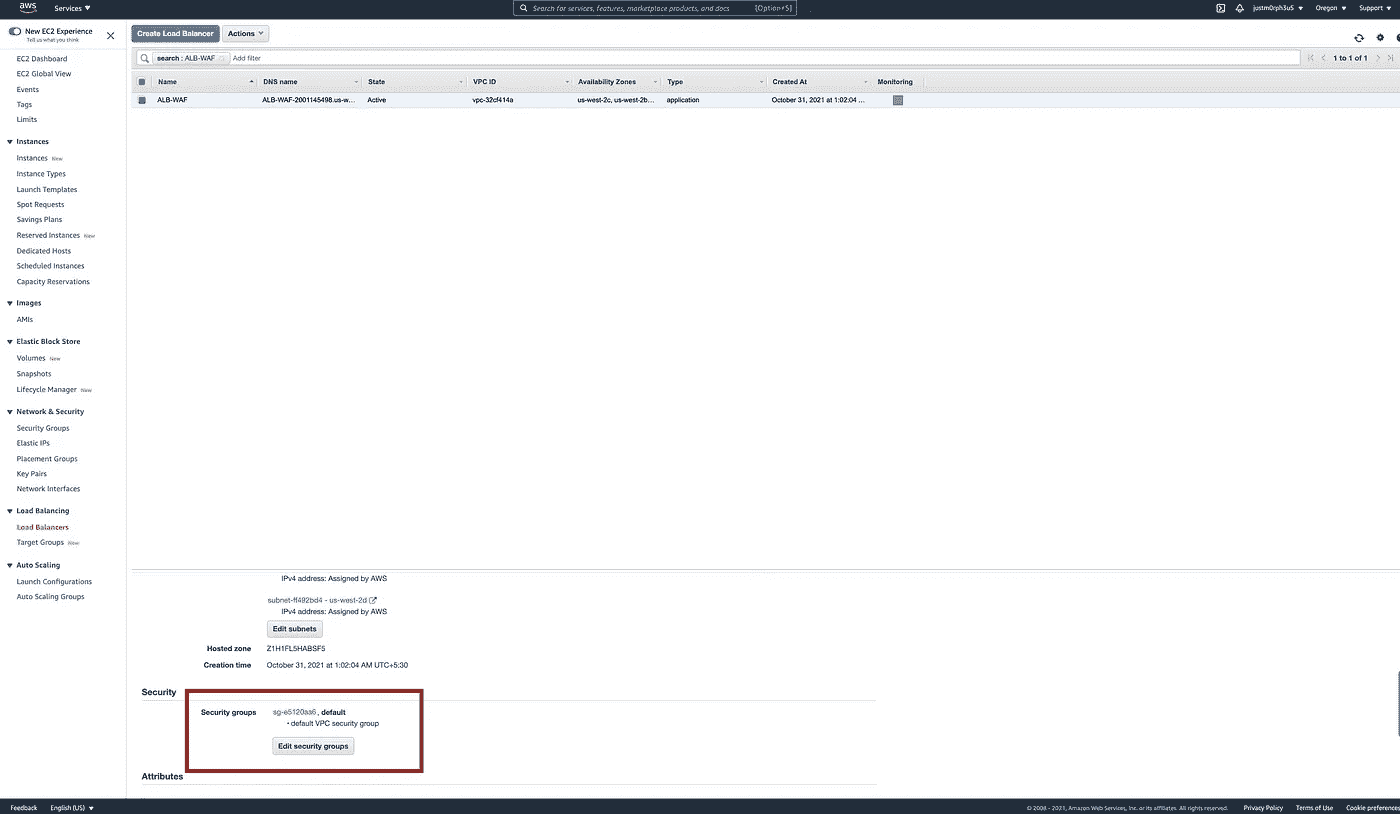 aws Services ▼ Search for services, features, marketplace products, and docs [Option+S] justm0rph3u5 ▼ Oregon ▼ Support ▼
New EC2 Experience
Tell us what you think
EC2 Dashboard
EC2 Global View
Events
Tags
Limits
Instances
Instances New
Instance Types
Launch Templates
Spot Requests
Savings Plans
Reserved Instances New
Dedicated Hosts
Scheduled Instances
Capacity Reservations
Images
AMIs
Elastic Block Store
Volumes New
Snapshots
Lifecycle Manager New
Network & Security
Security Groups
Elastic IPs
Placement Groups
Key Pairs
Network Interfaces
Load Balancing
Load Balancers
Target Groups New
Auto Scaling
Launch Configurations
Auto Scaling Groups
Create Load Balancer Actions
search : ALB-WAF Add filter 1 to 1 of 1
Name DNS name State VPC ID Availability Zones Type Created At Monitoring
ALB-WAF ALB-WAF-2001145498.us-w... Active vpc-32cf414a us-west-2c, us-west-2b... application October 31, 2021 at 1:02:04 ...
IPv4 address: Assigned by AWS
subnet-ff492bd4 - us-west-2d
IPv4 address: Assigned by AWS
Edit subnets
Hosted zone Z1H1FL5HABSF5
Creation time October 31, 2021 at 1:02:04 AM UTC+5:30
Security
Security groups sg-e5120aa6, default
• default VPC security group
Edit security groups
Attributes
Feedback English (US) ▼ © 2008 - 2021, Amazon Web Services, Inc. or its affiliates. All rights reserved. Privacy Policy Terms of Use Cookie preferences